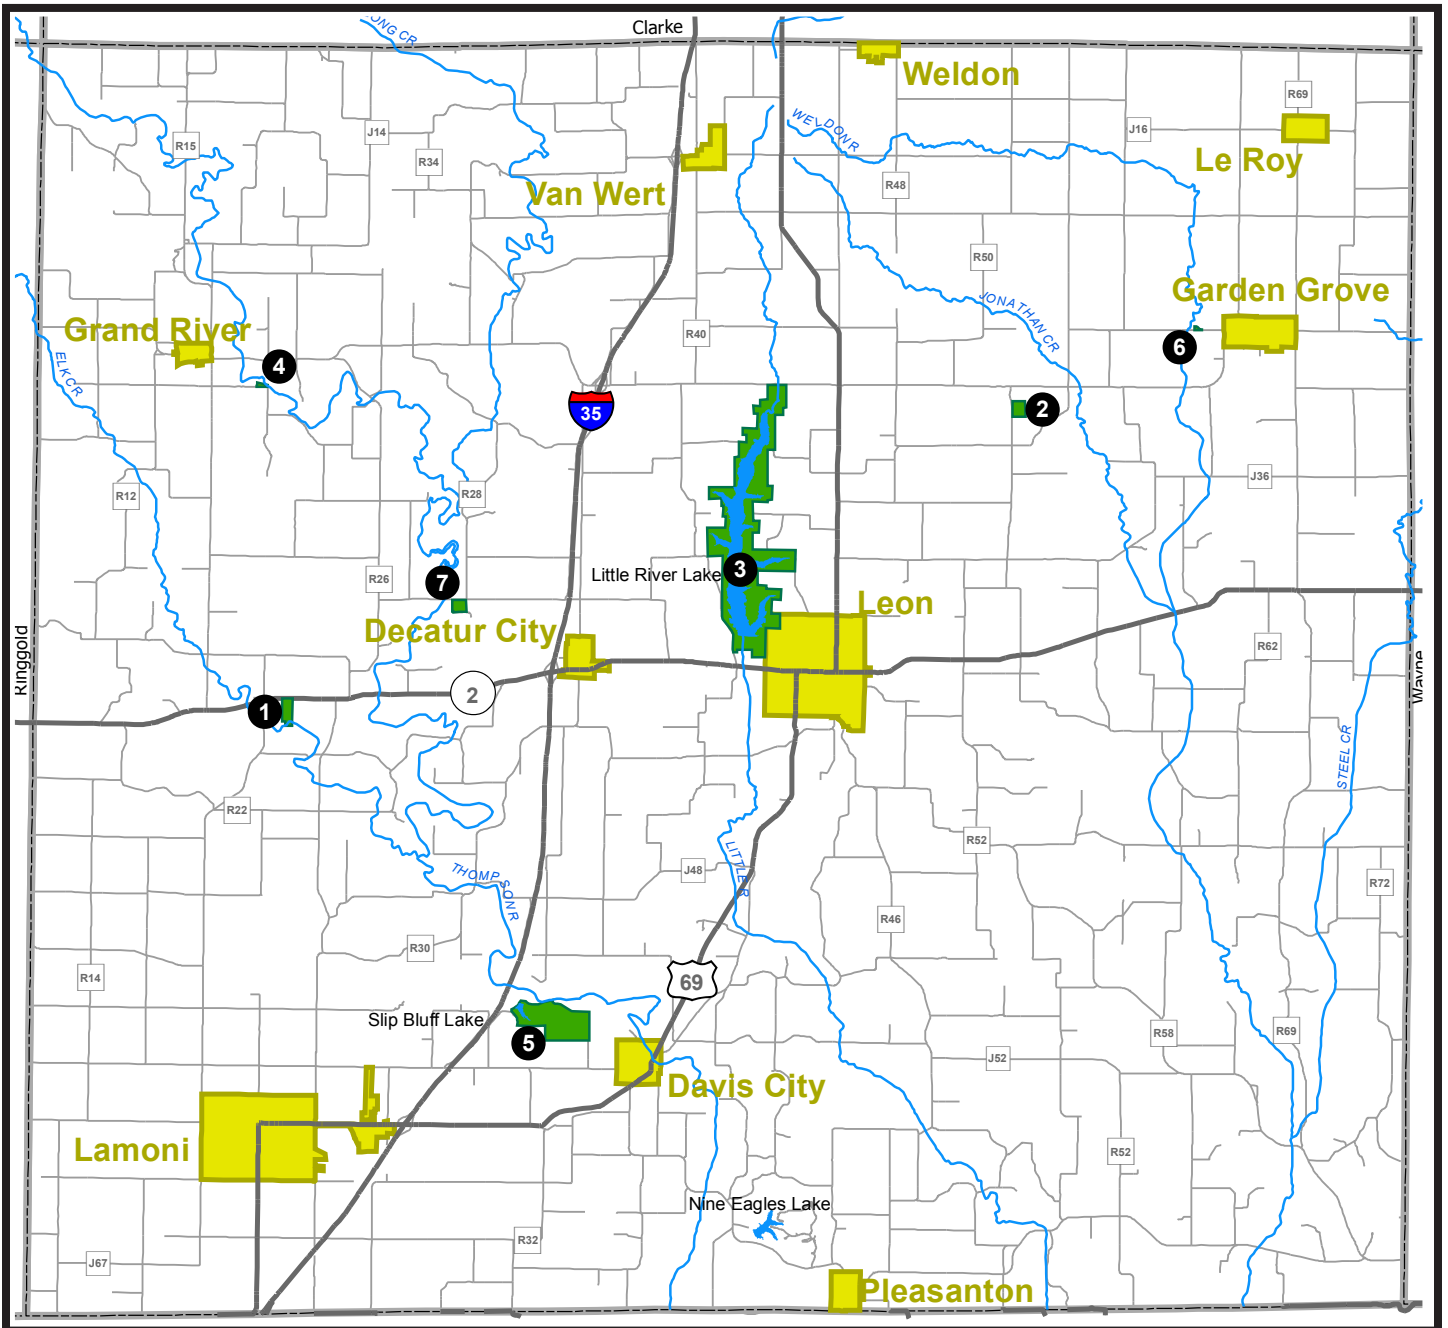 Clarke
LONG CR
Weldon
R69
WELDON R
J14
J16
R15
R34
Le Roy
Van Wert
R48
R50
Garden Grove
JONATHAN CR
Grand River
R40
6
ELK CR
4
35
2
J36
R12
R28
3
Little River Lake
R26
7
Leon
Decatur City
R62
Ringgold
Wayne
2
1
STEEL CR
R22
R52
LITTLE R
J48
THOMPSON R
R72
R46
R30
R14
69
Slip Bluff Lake
R58
R69
5
J52
Davis City
Lamoni
R52
Nine Eagles Lake
R32
J67
Pleasanton